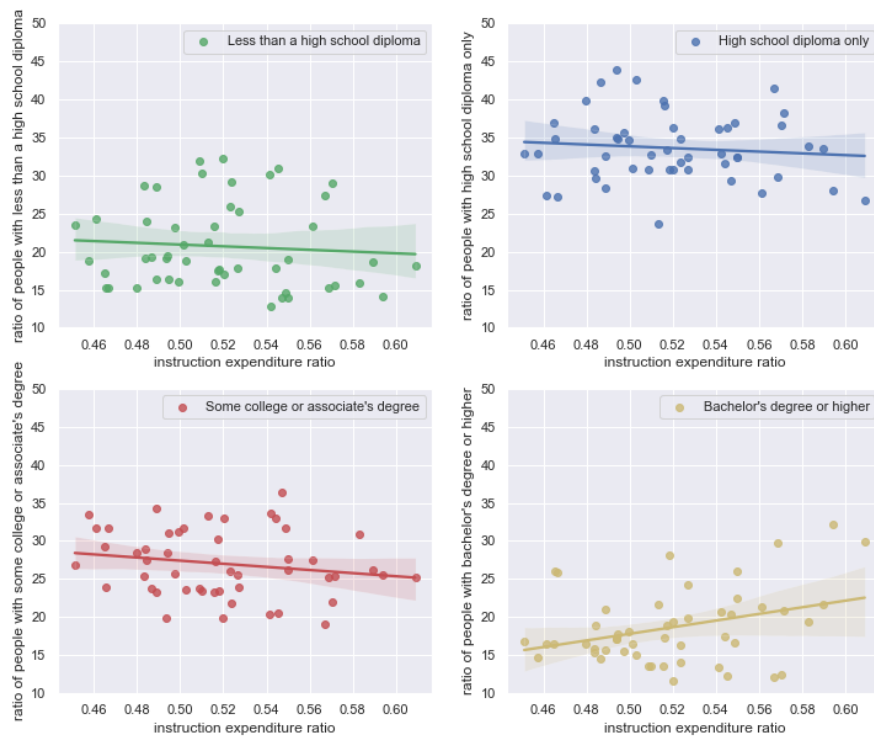 ratio of people with less than a high school diploma
50
45
40
35
30
25
20
15
10
Less than a high school diploma
0.46 0.48 0.50 0.52 0.54 0.56 0.58 0.60
instruction expenditure ratio
ratio of people with high school diploma only
50
45
40
35
30
25
20
15
10
High school diploma only
0.46 0.48 0.50 0.52 0.54 0.56 0.58 0.60
instruction expenditure ratio
ratio of people with some college or associate's degree
50
45
40
35
30
25
20
15
10
Some college or associate's degree
0.46 0.48 0.50 0.52 0.54 0.56 0.58 0.60
instruction expenditure ratio
ratio of people with bachelor's degree or higher
50
45
40
35
30
25
20
15
10
Bachelor's degree or higher
0.46 0.48 0.50 0.52 0.54 0.56 0.58 0.60
instruction expenditure ratio